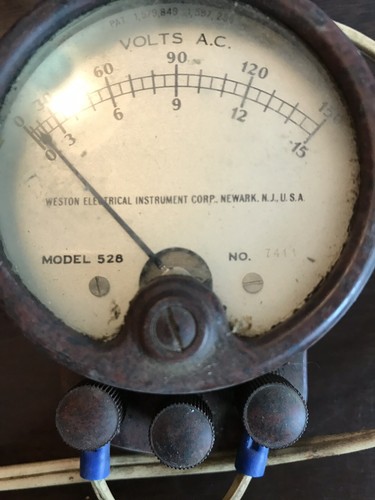 VOLTS A.C.
0 30 60 90 120 150
0 3 6 9 12 15
WESTON ELECTRICAL INSTRUMENT CORP., NEWARK, N.J., U.S.A.
MODEL 528 NO.